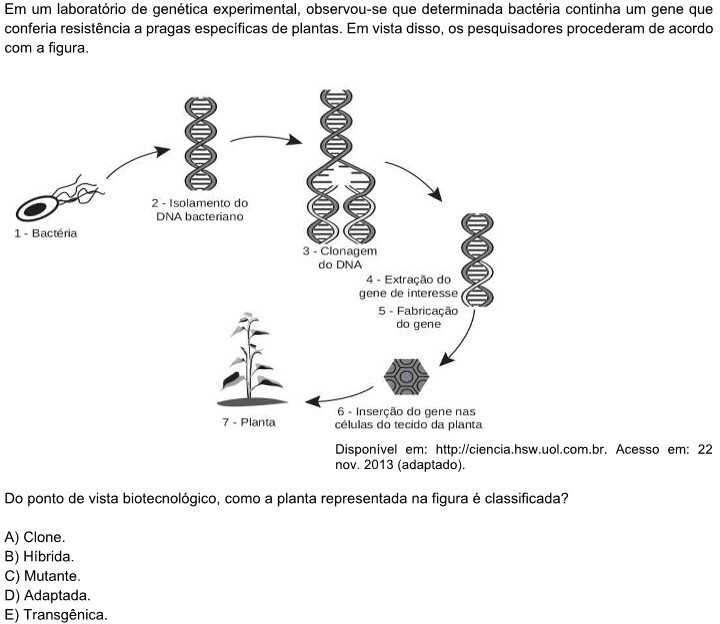 Em um laboratório de genética experimental, observou-se que determinada bactéria continha um gene que
conferia resistência a pragas específicas de plantas. Em vista disso, os pesquisadores procederam de acordo
com a figura.
1 - Bactéria
2 - Isolamento do
DNA bacteriano
3 - Clonagem
do DNA
4 - Extração do
gene de interesse
5 - Fabricação
do gene
6 - Inserção do gene nas
células do tecido da planta
7 - Planta
Disponível em: http://ciencia.hsw.uol.com.br. Acesso em: 22
nov. 2013 (adaptado).
Do ponto de vista biotecnológico, como a planta representada na figura é classificada?
A) Clone.
B) Híbrida.
C) Mutante.
D) Adaptada.
E) Transgênica.